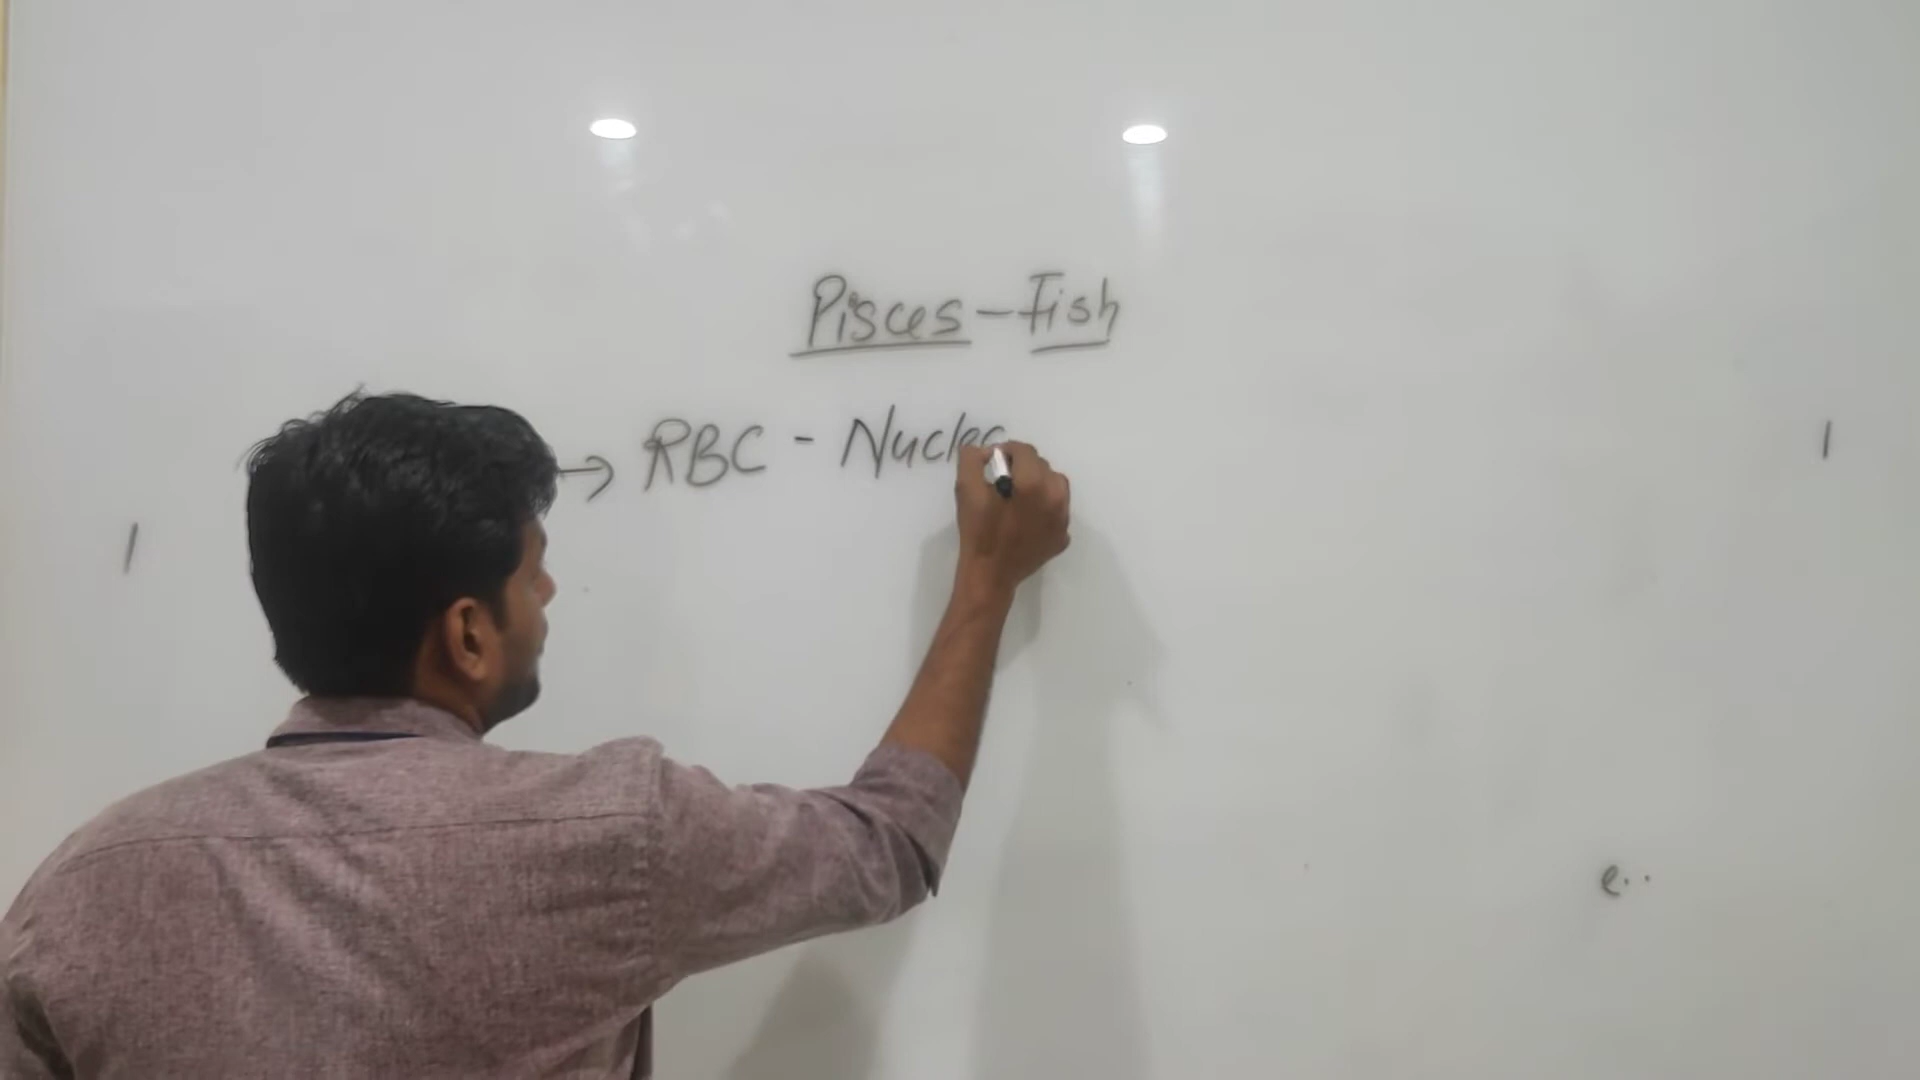 Pisces - Fish
→ RBC - Nucle
e..